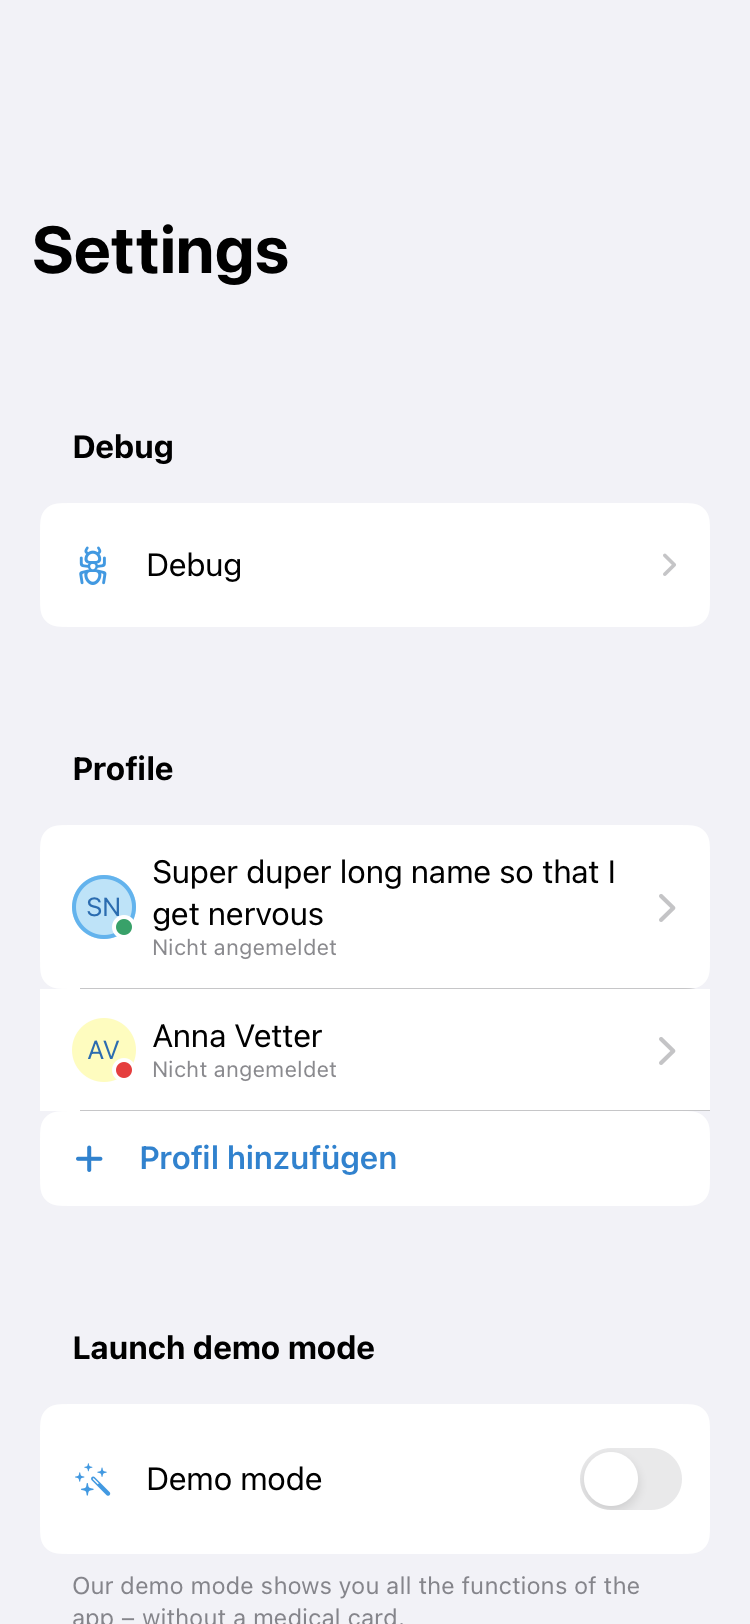 Settings
Debug
Debug
Profile
SN
Super duper long name so that I
get nervous
Nicht angemeldet
AV
Anna Vetter
Nicht angemeldet
Profil hinzufügen
Launch demo mode
Demo mode
Our demo mode shows you all the functions of the
app – without a medical card.